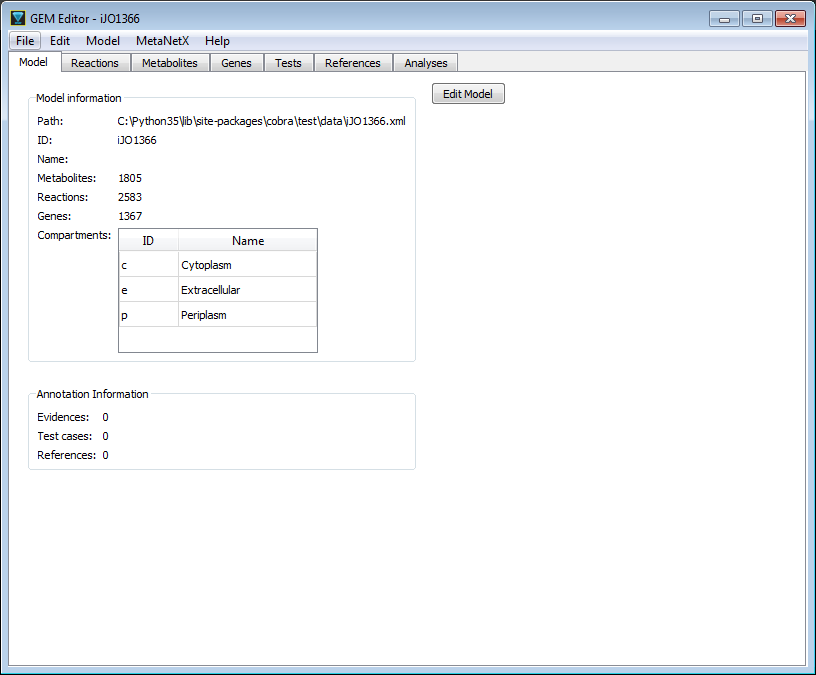 GEM Editor - iJO1366
File Edit Model MetaNetX Help
Model Reactions Metabolites Genes Tests References Analyses
Model information
Edit Model
Path: C:\Python35\lib\site-packages\cobra\test\data\iJO1366.xml
ID: iJO1366
Name:
Metabolites: 1805
Reactions: 2583
Genes: 1367
Compartments:
ID Name
c Cytoplasm
e Extracellular
p Periplasm
Annotation Information
Evidences: 0
Test cases: 0
References: 0